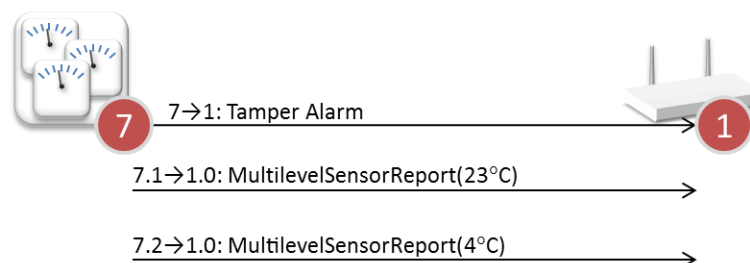 7→1: Tamper Alarm
7
1
7.1→1.0: MultilevelSensorReport(23°C)
7.2→1.0: MultilevelSensorReport(4°C)